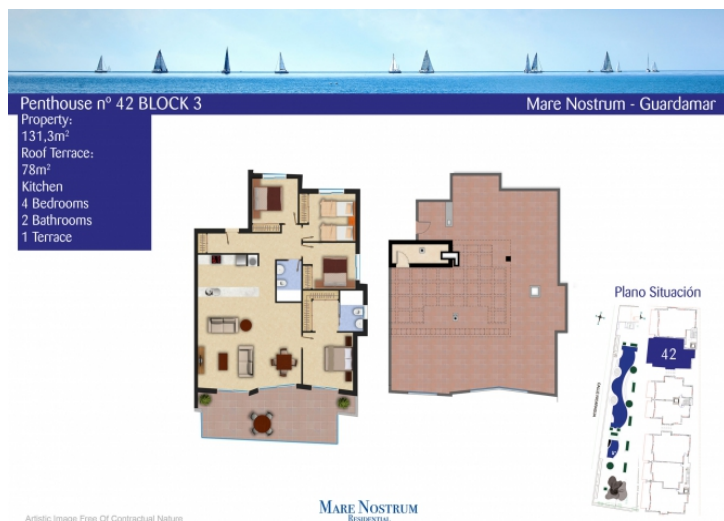 Penthouse nº 42 BLOCK 3
Mare Nostrum - Guardamar
Property:
131,3m²
Roof Terrace:
78m²
Kitchen
4 Bedrooms
2 Bathrooms
1 Terrace
Plano Situación
42
MARE NOSTRUM
RESIDENTIAL
Artistic Image Free Of Contractual Nature